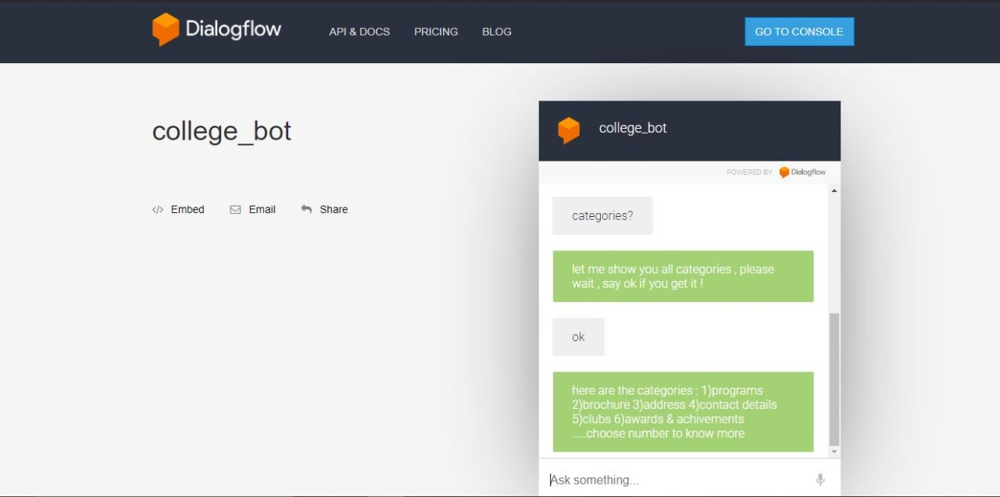 Dialogflow
API & DOCS PRICING BLOG
GO TO CONSOLE
college_bot
Embed Email Share
college_bot
POWERED BY Dialogflow
categories?
let me show you all categories , please
wait , say ok if you get it !
ok
here are the categories : 1)programs
2)brochure 3)address 4)contact details
5)clubs 6)awards & achivements
.....choose number to know more
Ask something...